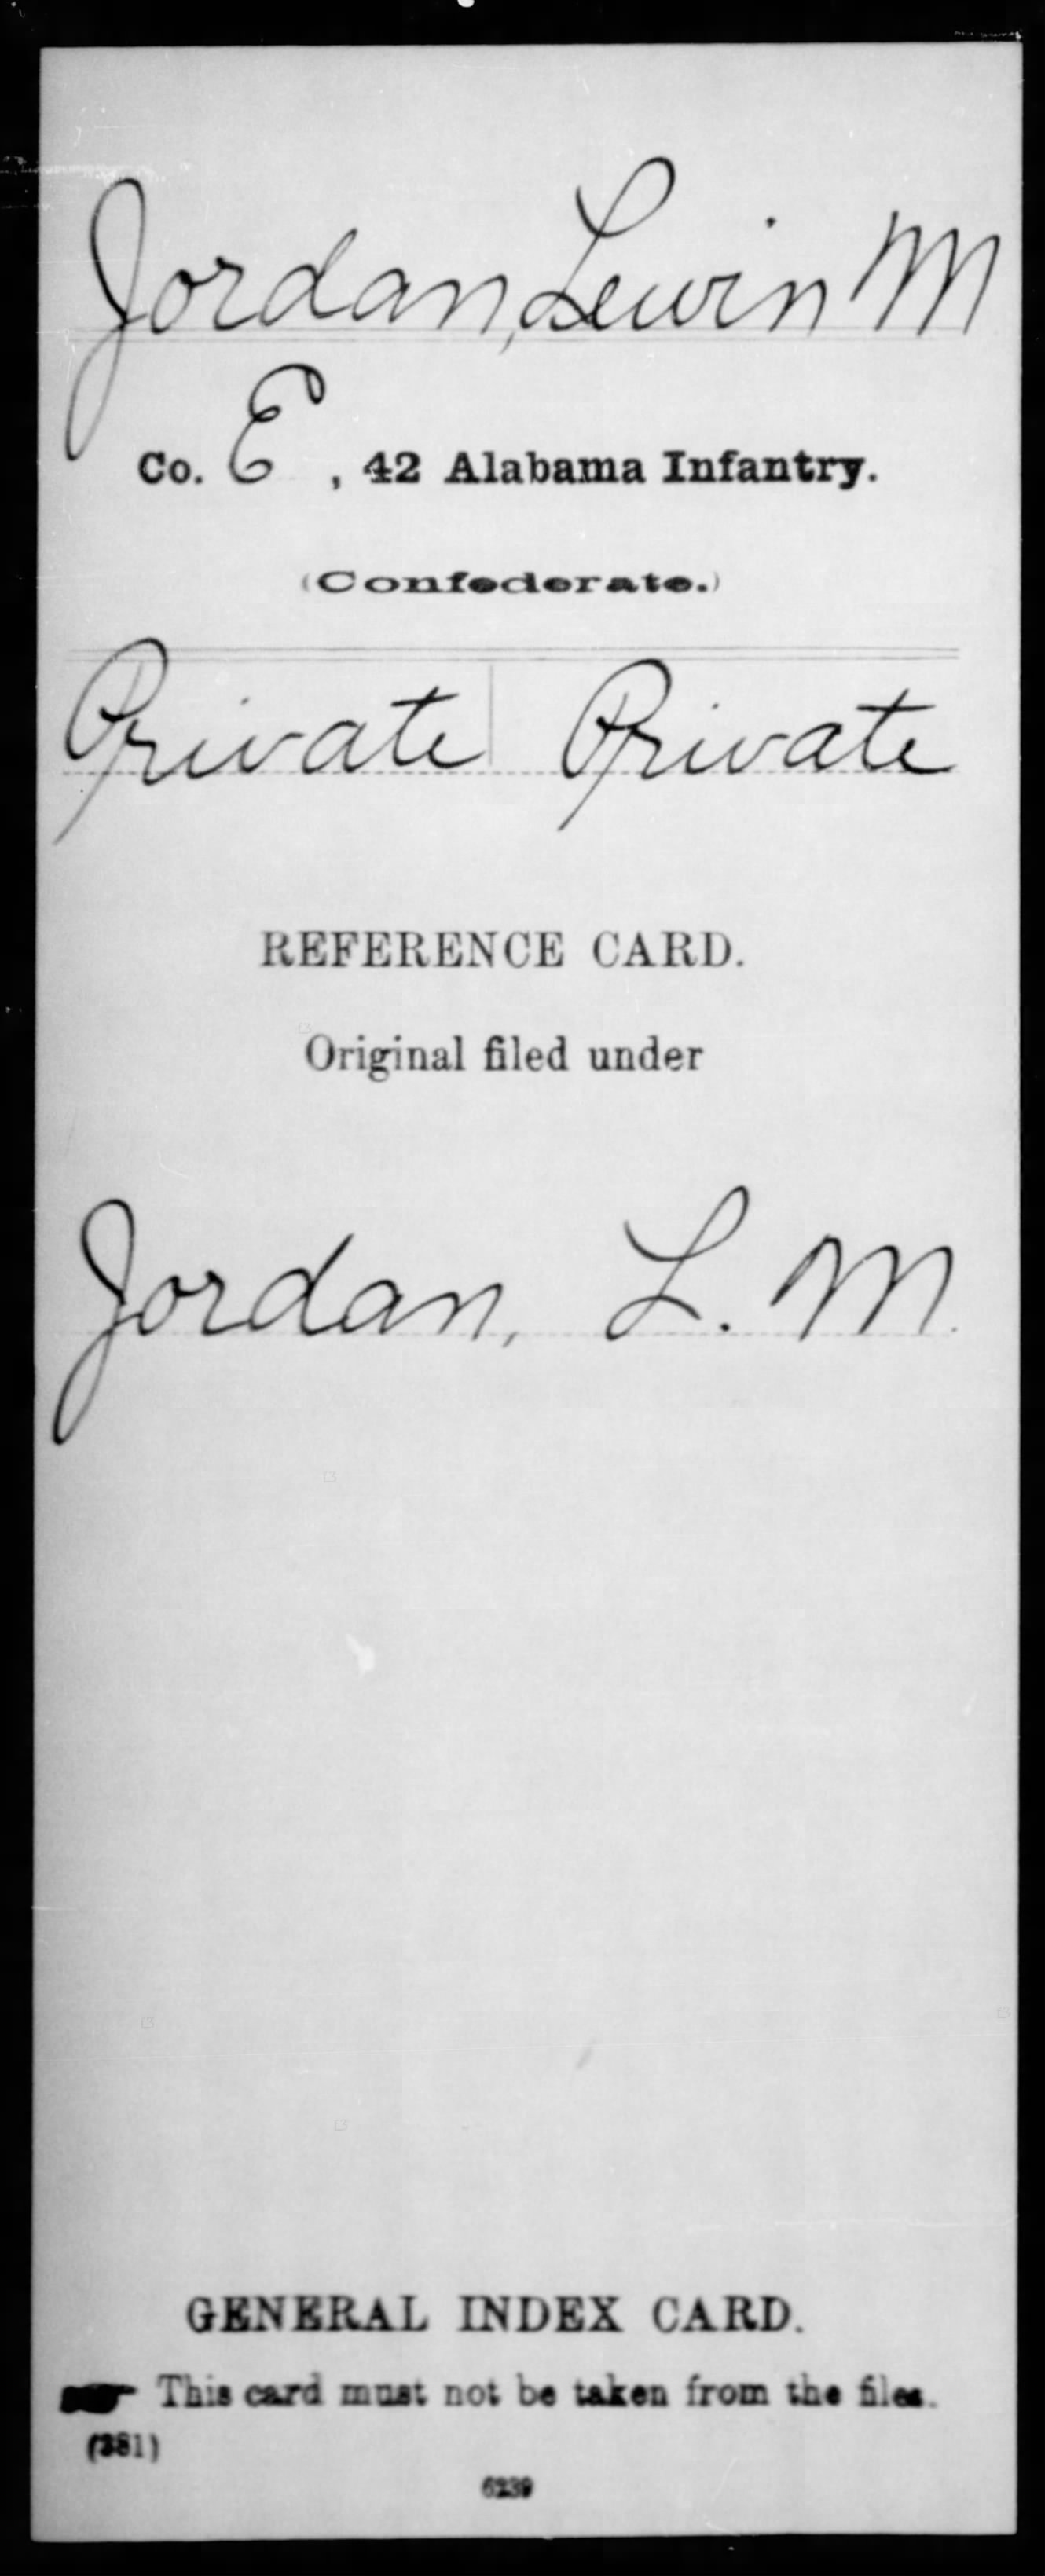 Jordan, Lewin M
Co. E, 42 Alabama Infantry.
(Confederate.)
Private Private
REFERENCE CARD.
Original filed under
Jordan, L. M.
GENERAL INDEX CARD.
This card must not be taken from the files.
(381)
6239